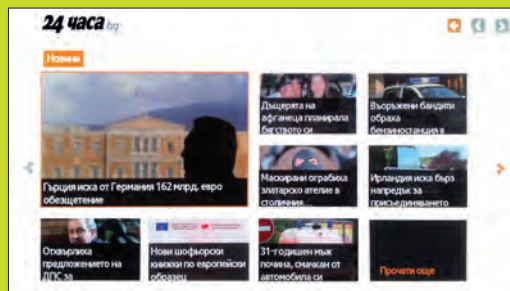 24 часа bg
Новини
Гърция иска от Германия 162 млрд. евро
обезщетение
Дъщерята на
афганеца планирала
бягството си
Въоръжени бандити
обраха
бензиностанция в
Маскирани ограбиха
златарско ателие в
столичния...
Ирландия иска бърз
напредък за
присъединяването
Отхвърлиха
предложението на
ДПС за
Нови шофьорски
книжки по европейски
образец
31-годишен мъж
почина, смачкан от
автомобила си
Прочети още